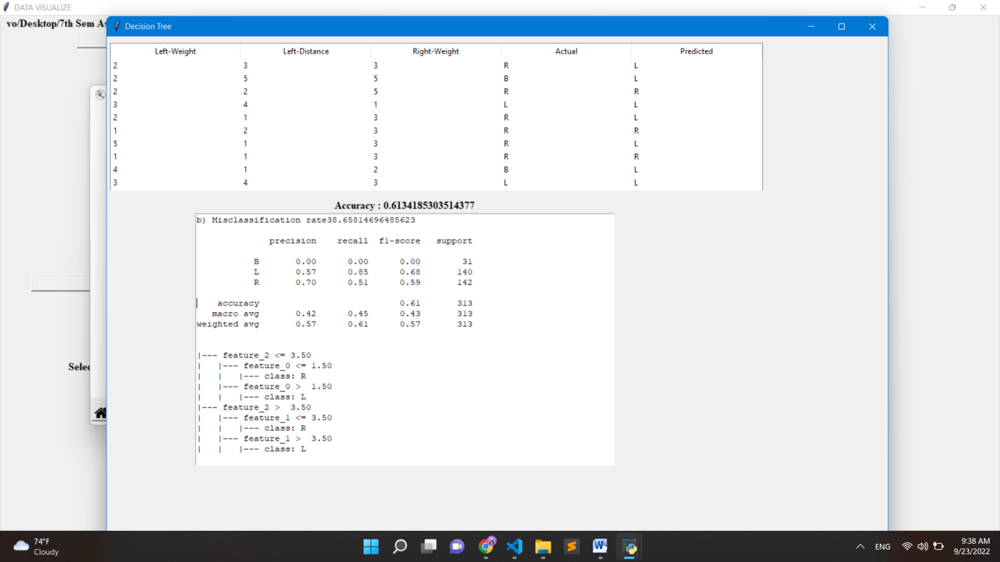 DATA VISUALIZE
vo/Desktop/7th Sem As
Decision Tree
Left-Weight Left-Distance Right-Weight Actual Predicted
2 3 3 R L
2 5 5 B L
2 2 5 R R
3 4 1 L L
2 1 3 R L
1 2 3 R R
5 1 3 R L
1 1 3 R R
4 1 2 B L
3 4 3 L L
Accuracy : 0.6134185303514377
b) Misclassification rate38.65814696485623
precision recall f1-score support
B 0.00 0.00 0.00 31
L 0.57 0.85 0.68 140
R 0.70 0.51 0.59 142
accuracy 0.61 313
macro avg 0.42 0.45 0.43 313
weighted avg 0.57 0.61 0.57 313
|--- feature_2 <= 3.50
|   |--- feature_0 <= 1.50
|   |   |--- class: R
|   |--- feature_0 >  1.50
|   |   |--- class: L
|--- feature_2 >  3.50
|   |--- feature_1 <= 3.50
|   |   |--- class: R
|   |--- feature_1 >  3.50
|   |   |--- class: L
Selec
74°F
Cloudy
ENG
9:38 AM
9/23/2022